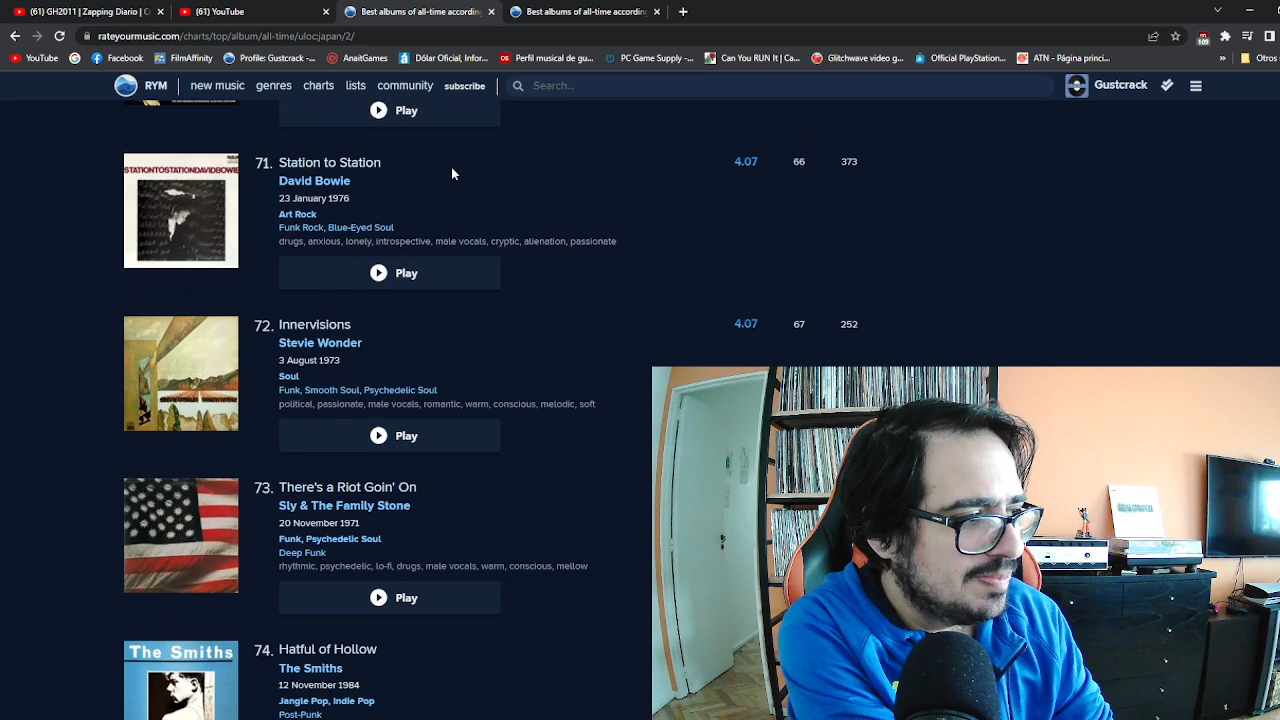 (61) GH2011 | Zapping Diario | C
(61) YouTube
Best albums of all-time recording
Best albums of all-time recording
rateyourmusic.com/charts/top/album/all-time/ulocjapan/2/
109
YouTube
Facebook
FilmAffinity
Profile: Gustcrack -...
AnaitGames
Dólar Oficial, Infor...
Perfil musical de gu...
PC Game Supply -...
Can You RUN It | Ca...
Glitchwave video g...
Official PlayStation...
ATN - Página princi...
Otros
RYM
new music
genres
charts
lists
community
subscribe
Search...
Gustcrack
Play
STATIONTOSTATIONDAVIDBOWIE
71. Station to Station
4.07 66 373
David Bowie
23 January 1976
Art Rock
Funk Rock, Blue-Eyed Soul
drugs, anxious, lonely, introspective, male vocals, cryptic, alienation, passionate
Play
72. Innervisions
4.07 67 252
Stevie Wonder
3 August 1973
Soul
Funk, Smooth Soul, Psychedelic Soul
political, passionate, male vocals, romantic, warm, conscious, melodic, soft
Play
73. There's a Riot Goin' On
Sly & The Family Stone
20 November 1971
Funk, Psychedelic Soul
Deep Funk
rhythmic, psychedelic, lo-fi, drugs, male vocals, warm, conscious, mellow
Play
The Smiths
74. Hatful of Hollow
The Smiths
12 November 1984
Jangle Pop, Indie Pop
Post-Punk